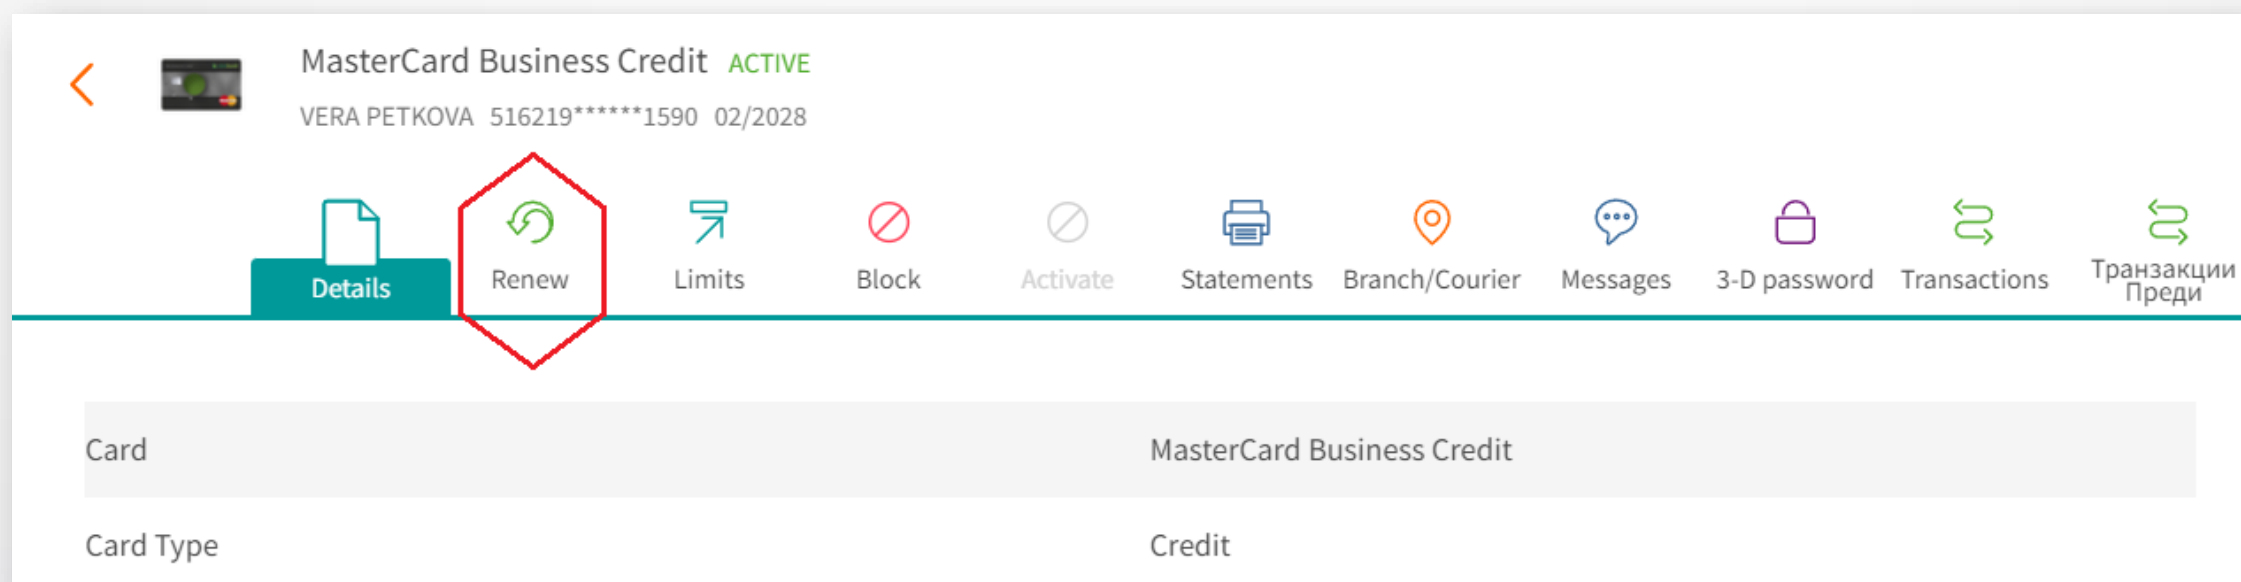 MasterCard Business Credit ACTIVE
VERA PETKOVA 516219******1590 02/2028
Details Renew Limits Block Activate Statements Branch/Courier Messages 3-D password Transactions Транзакции
Преди
Card MasterCard Business Credit
Card Type Credit